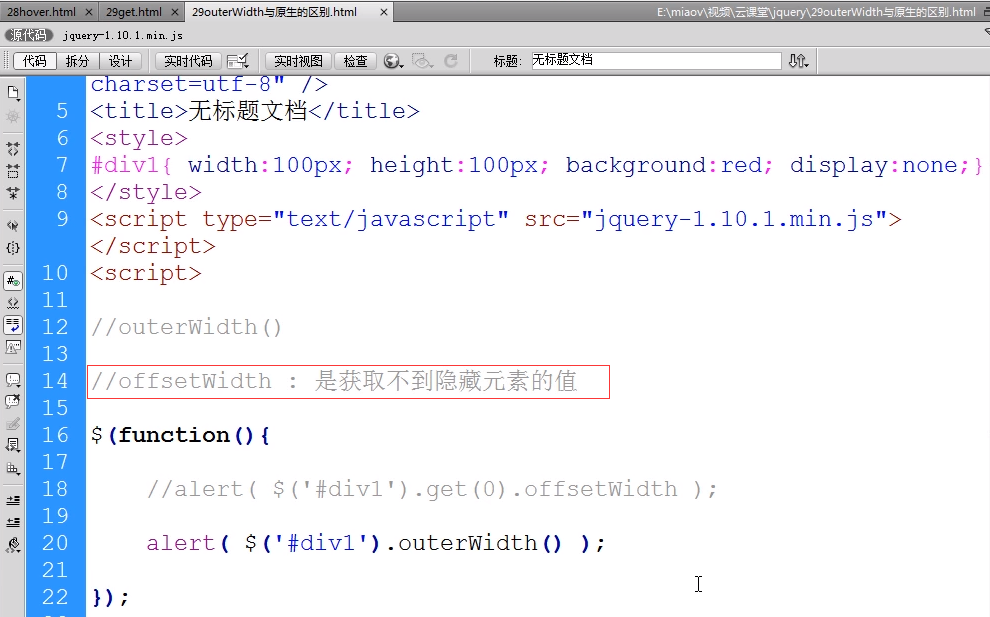 28hover.html × 29get.html × 29outerWidth与原生的区别.html × E:\miaov\视频\云课堂\jquery\29outerWidth与原生的区别.html
源代码 jquery-1.10.1.min.js
代码 拆分 设计 实时代码 实时视图 检查 标题: 无标题文档
charset=utf-8" />
5 <title>无标题文档</title>
6 <style>
7 #div1{ width:100px; height:100px; background:red; display:none;}
8 </style>
9 <script type="text/javascript" src="jquery-1.10.1.min.js">
</script>
10 <script>
11
12 //outerWidth()
13
14 //offsetWidth : 是获取不到隐藏元素的值
15
16 $(function(){
17
18 //alert( $('#div1').get(0).offsetWidth );
19
20 alert( $('#div1').outerWidth() );
21
22 });